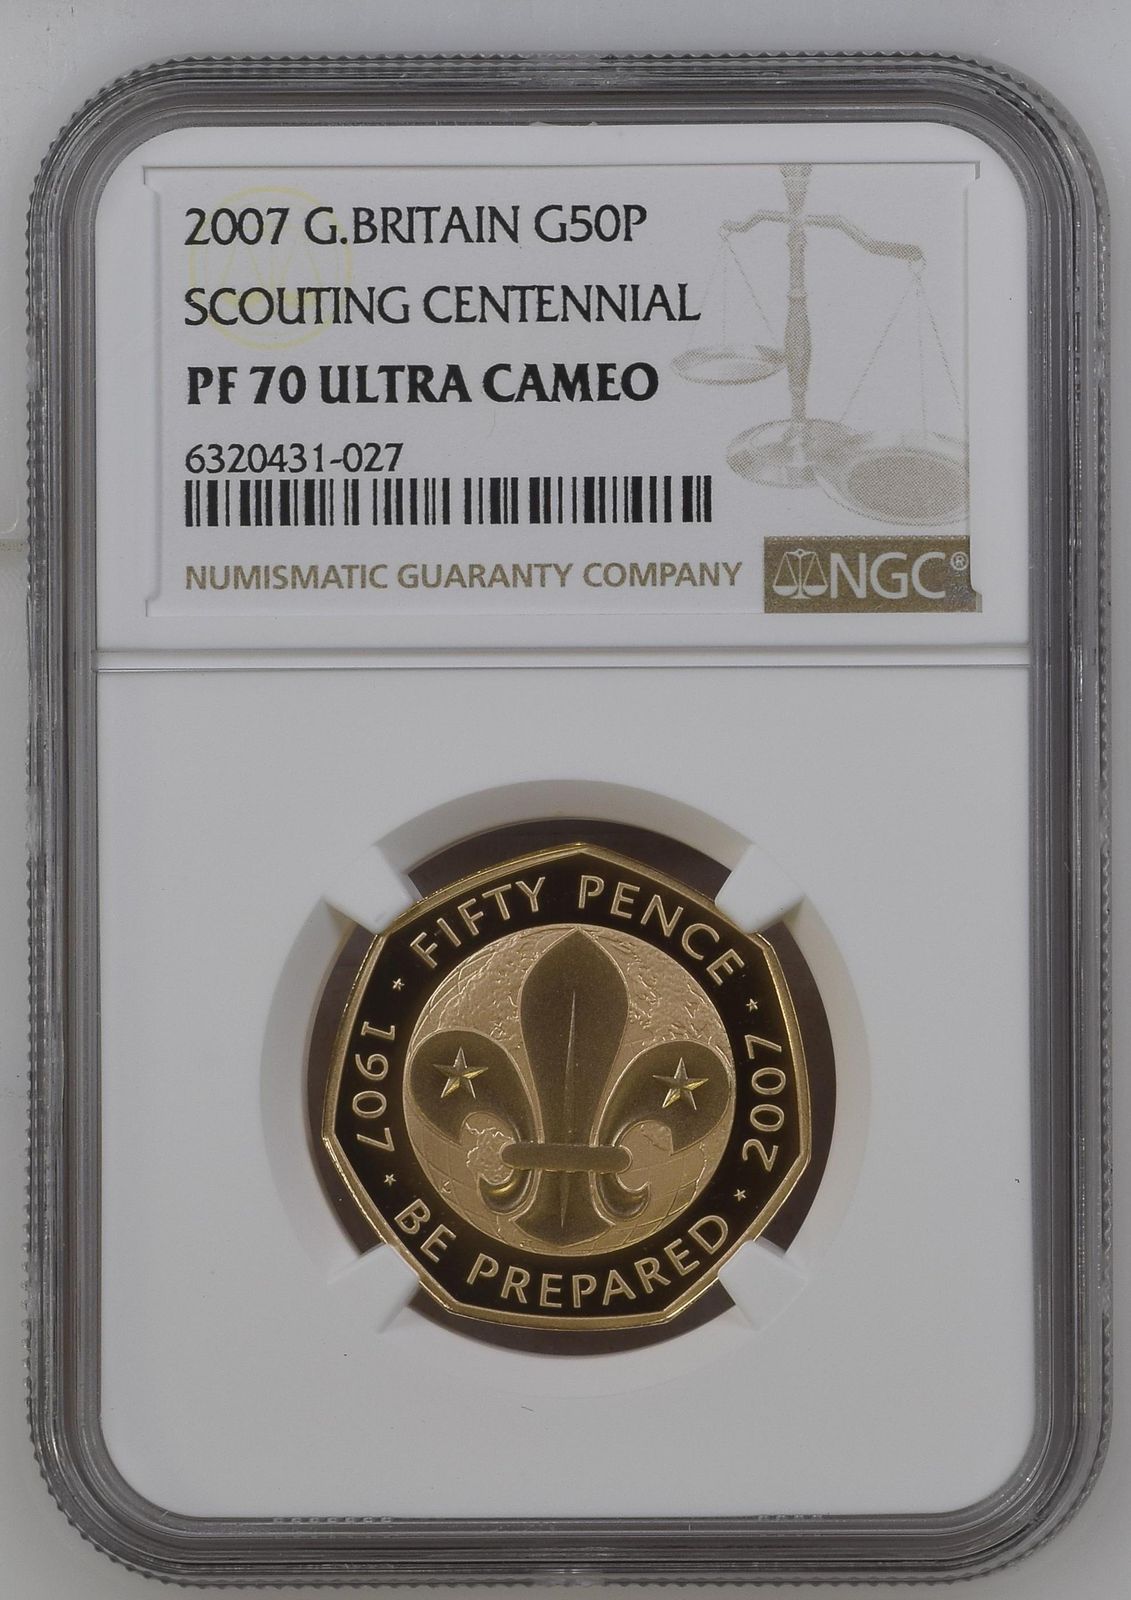 2007 G.BRITAIN G50P
SCOUTING CENTENNIAL
PF 70 ULTRA CAMEO
6320431-027
NUMISMATIC GUARANTY COMPANY
NGC®
FIFTY PENCE
1907
2007
BE PREPARED